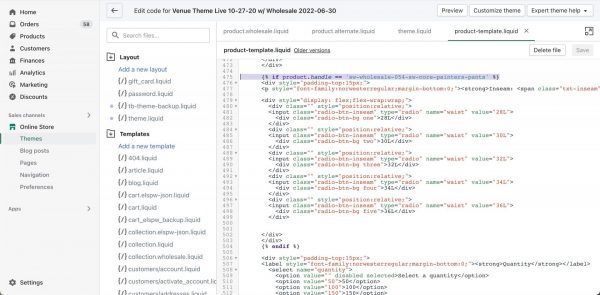 Edit code for Venue Theme Live 10-27-20 w/ Wholesale 2022-06-30
Preview
Customize theme
Expert theme help
Home
Orders
58
Products
Customers
Analytics
Marketing
Discounts
Sales channels
Online Store
Themes
Blog posts
Pages
Navigation
Preferences
Apps
Search files...
Layout
Add a new layout
{/} gift_card.liquid
{/} password.liquid
{/} tb-theme-backup.liquid
{/} theme.liquid
Templates
Add a new template
{/} 404.liquid
{/} article.liquid
{/} blog.liquid
{/} cart.elspw-json.liquid
{/} cart.liquid
{/} cart_elspw_backup.liquid
{/} collection.elspw-json.liquid
{/} collection.liquid
{/} collection.wholesale.liquid
{/} customers/account.liquid
{/} customers/activate_account.liquid
{/} customers/addresses.liquid
product.wholesale.liquid
product.alternate.liquid
theme.liquid
product-template.liquid
product-template.liquid Older versions
Delete file
Save
</div>
</div>
{% if product.handle == 'sw-wholesale-054-sw-core-painters-pants' %}
<div style="padding-top:15px;">
<p style="font-family:norwesterregular;margin-bottom:0;"><strong>Inseam: <span class="txt-inseam"
<div style="display: flex;flex-wrap:wrap;">
<div class="" style="position:relative;">
<input class="radio-btn-inseam" type="radio" name="waist" value="28L">
<div class="radio-btn-bg one">28L</div>
</div>
<div class="" style="position:relative;">
<input class="radio-btn-inseam" type="radio" name="waist" value="30L">
<div class="radio-btn-bg two">30L</div>
</div>
<div class="" style="position:relative;">
<input class="radio-btn-inseam" type="radio" name="waist" value="32L">
<div class="radio-btn-bg three">32L</div>
</div>
<div class="" style="position:relative;">
<input class="radio-btn-inseam" type="radio" name="waist" value="34L">
<div class="radio-btn-bg four">34L</div>
</div>
<div class="" style="position:relative;">
<input class="radio-btn-inseam" type="radio" name="waist" value="36L">
<div class="radio-btn-bg five">36L</div>
</div>
</div>
</div>
{% endif %}
<div style="padding-top:15px;">
<label style="font-family:norwesterregular;margin-bottom:0;"><strong>Quantity</strong></label>
<select name="quantity">
<option value="" disabled selected>Select a quantity</option>
<option value="50">50</option>
<option value="100">100</option>
<option value="150">150</option>